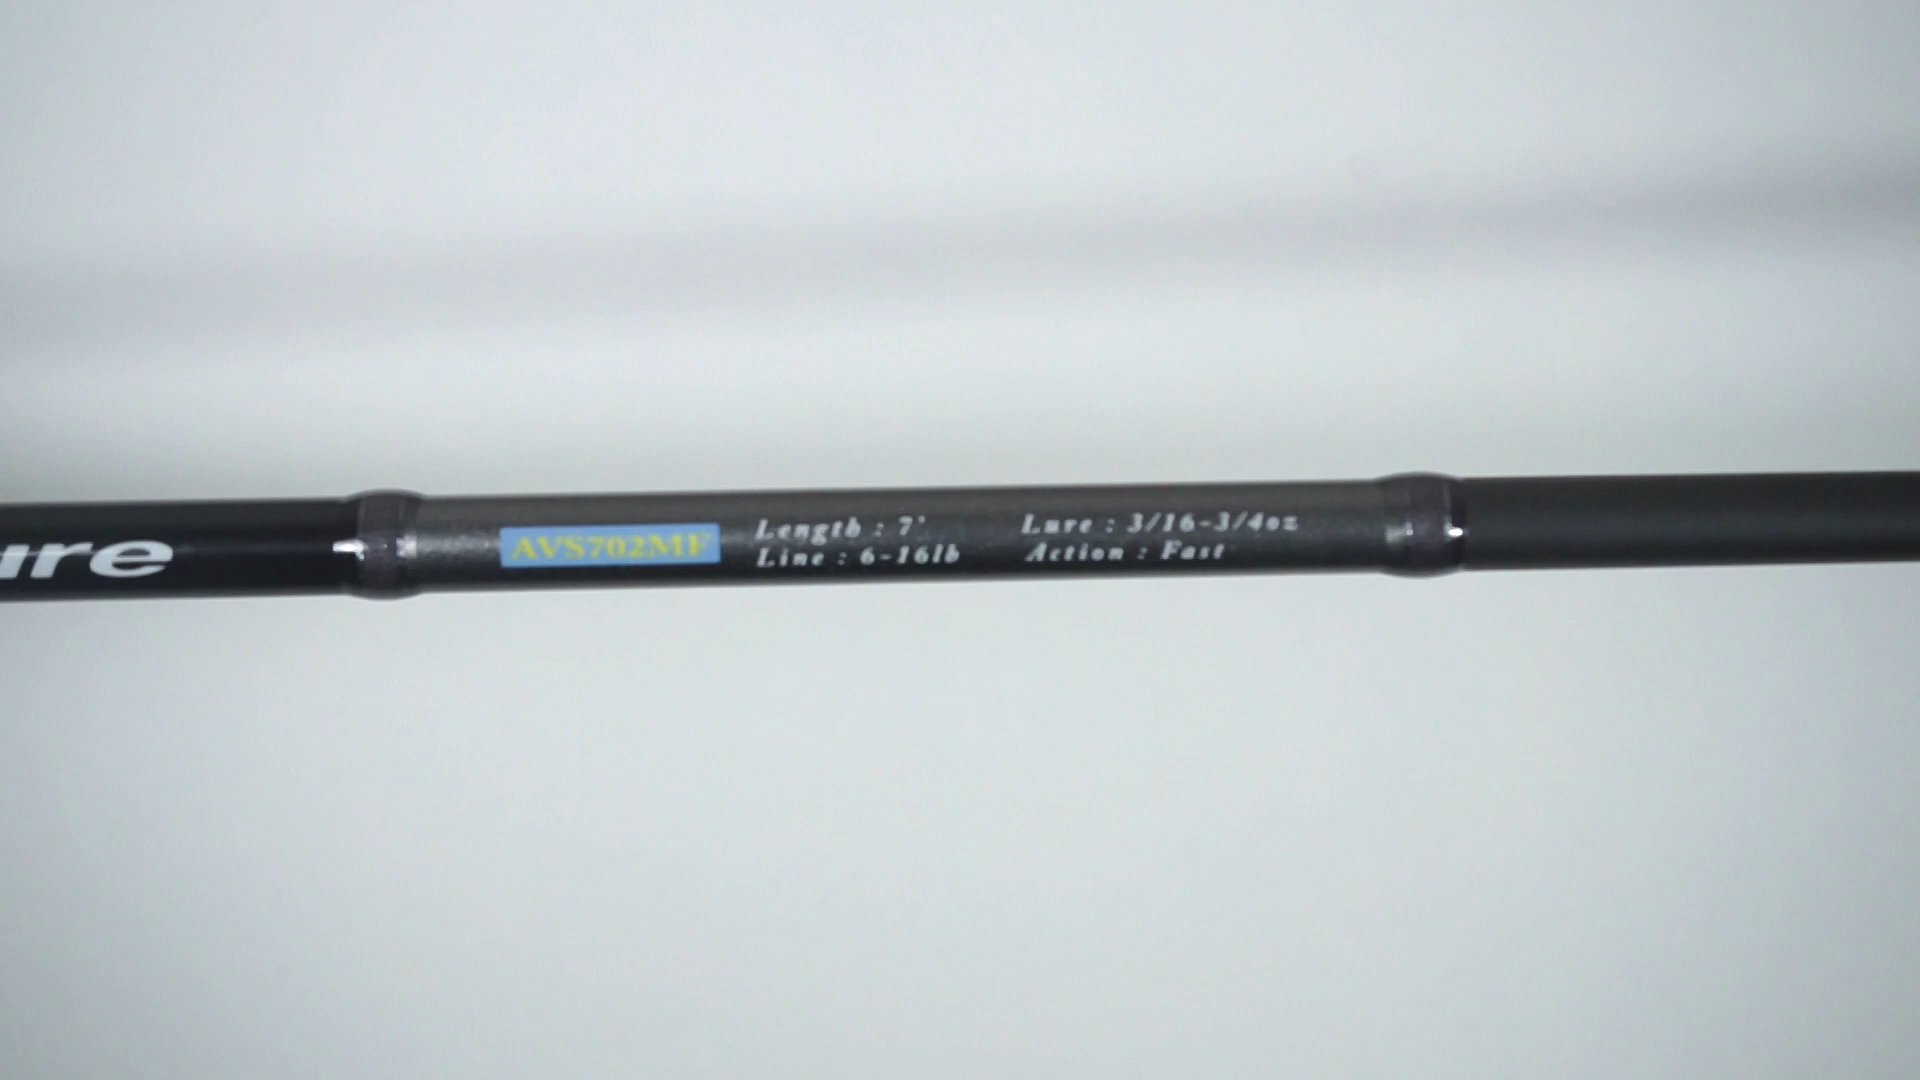 ure
AVS702MF
Length : 7' Lure : 3/16-3/4oz
Line : 6-16lb Action : Fast